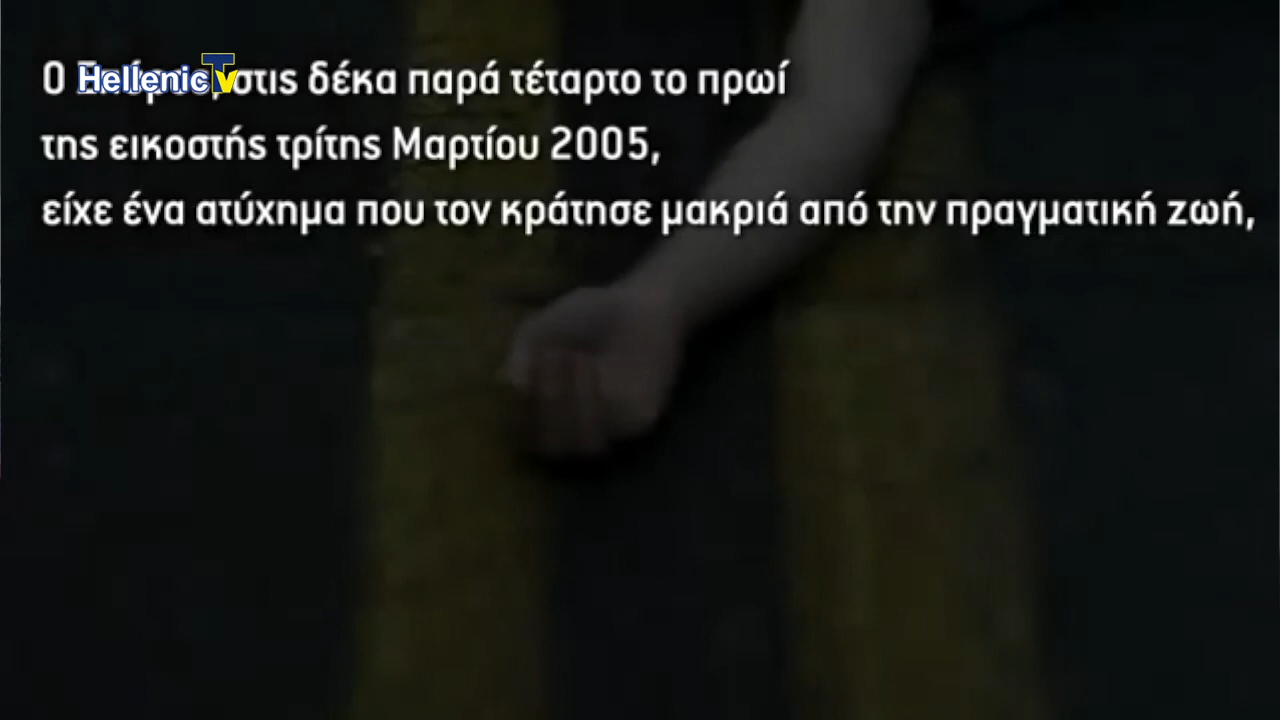 Ο HellenicTv στις δέκα παρά τέταρτο το πρωί
της εικοστής τρίτης Μαρτίου 2005,
είχε ένα ατύχημα που τον κράτησε μακριά από την πραγματική ζωή,